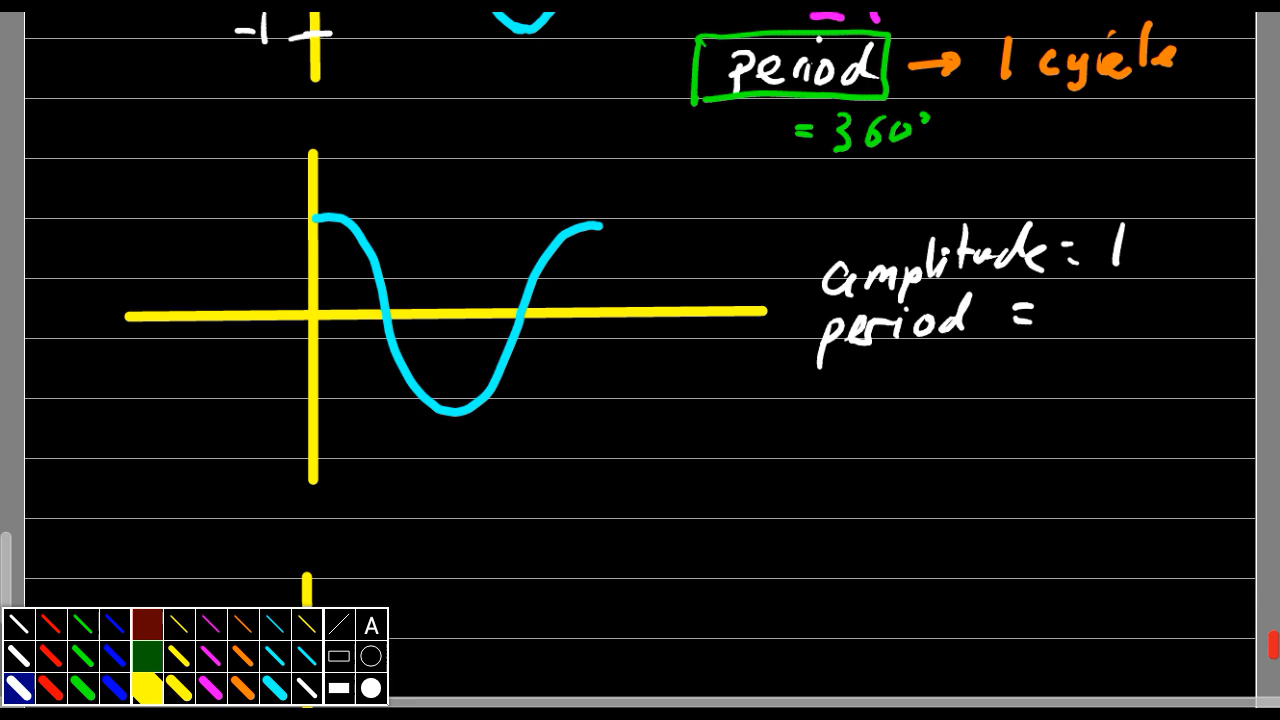 -1
period → 1 cycle
= 360°
amplitude = 1
period =
A